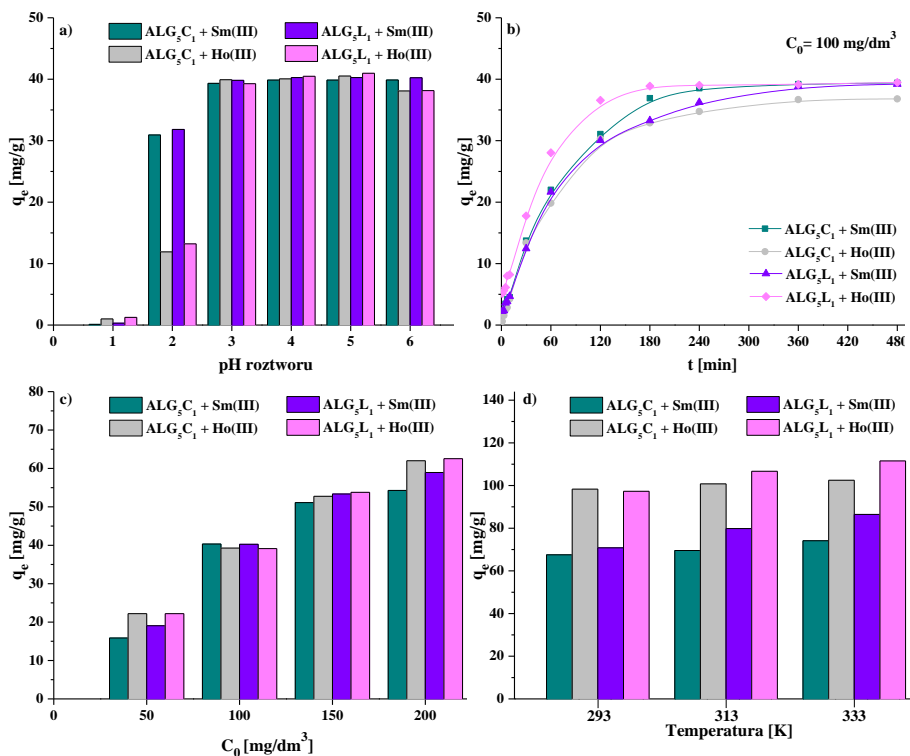 a)
ALG₅C₁ + Sm(III) ALG₅L₁ + Sm(III)
ALG₅C₁ + Ho(III) ALG₅L₁ + Ho(III)
50
40
30
20
10
0
qₑ [mg/g]
0 1 2 3 4 5 6
pH roztworu
b)
C₀= 100 mg/dm³
50
40
30
20
10
0
qₑ [mg/g]
ALG₅C₁ + Sm(III)
ALG₅C₁ + Ho(III)
ALG₅L₁ + Sm(III)
ALG₅L₁ + Ho(III)
0 60 120 180 240 300 360 420 480
t [min]
c)
ALG₅C₁ + Sm(III) ALG₅L₁ + Sm(III)
ALG₅C₁ + Ho(III) ALG₅L₁ + Ho(III)
80
70
60
50
40
30
20
10
0
qₑ [mg/g]
0 50 100 150 200
C₀ [mg/dm³]
d)
ALG₅C₁ + Sm(III) ALG₅L₁ + Sm(III)
ALG₅C₁ + Ho(III) ALG₅L₁ + Ho(III)
140
120
100
80
60
40
20
0
qₑ [mg/g]
293 313 333
Temperatura [K]